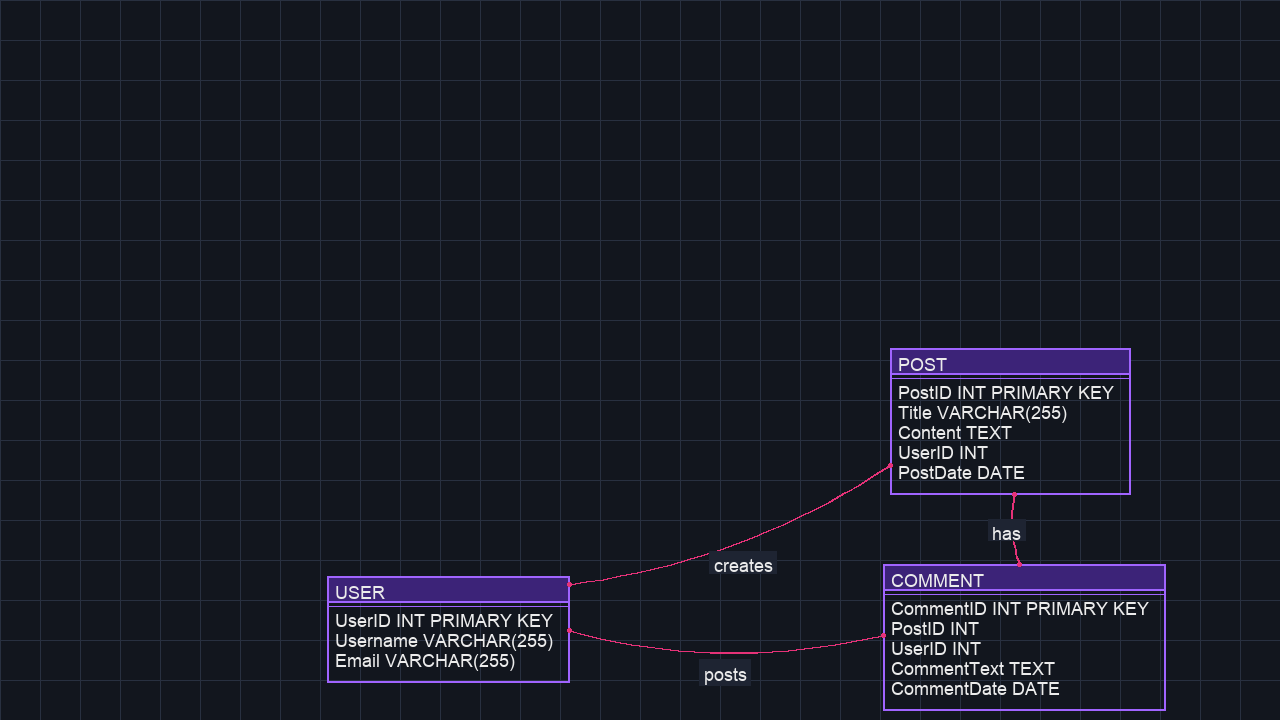 POST
PostID INT PRIMARY KEY
Title VARCHAR(255)
Content TEXT
UserID INT
PostDate DATE
has
creates
USER
UserID INT PRIMARY KEY
Username VARCHAR(255)
Email VARCHAR(255)
posts
COMMENT
CommentID INT PRIMARY KEY
PostID INT
UserID INT
CommentText TEXT
CommentDate DATE